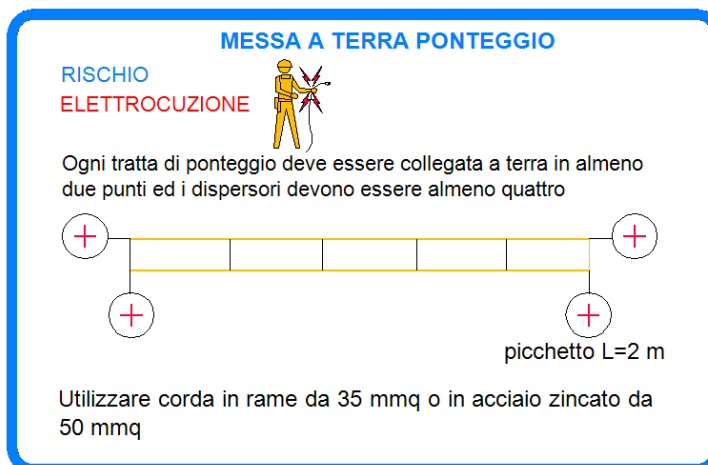 MESSA A TERRA PONTEGGIO
RISCHIO
ELETTROCUZIONE
Ogni tratta di ponteggio deve essere collegata a terra in almeno
due punti ed i dispersori devono essere almeno quattro
picchetto L=2 m
Utilizzare corda in rame da 35 mmq o in acciaio zincato da
50 mmq